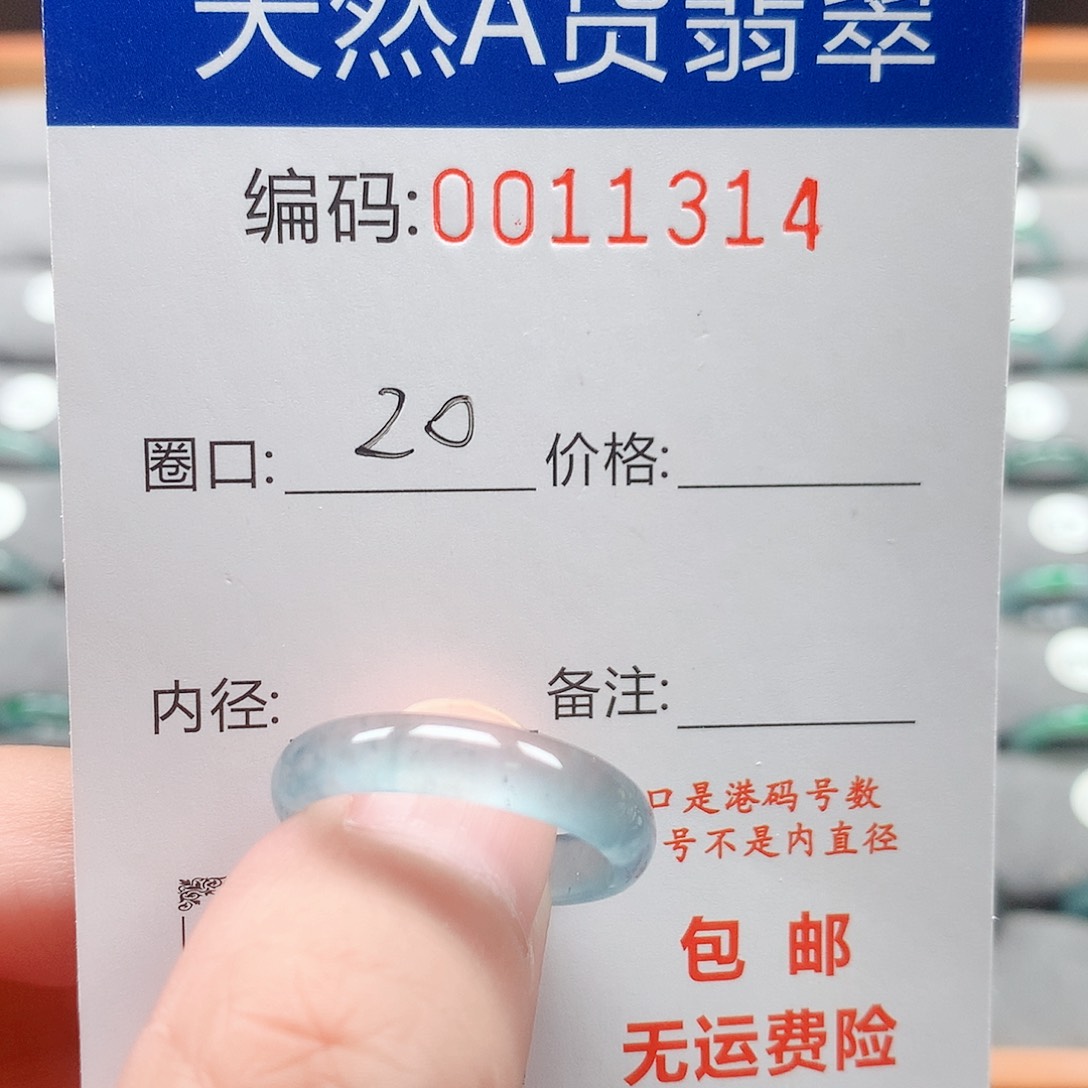 天然A货翡翠
编码:0011314
圈口: 20 价格:
内径: 备注:
口是港码号数
号不是内直径
包邮
无运费险